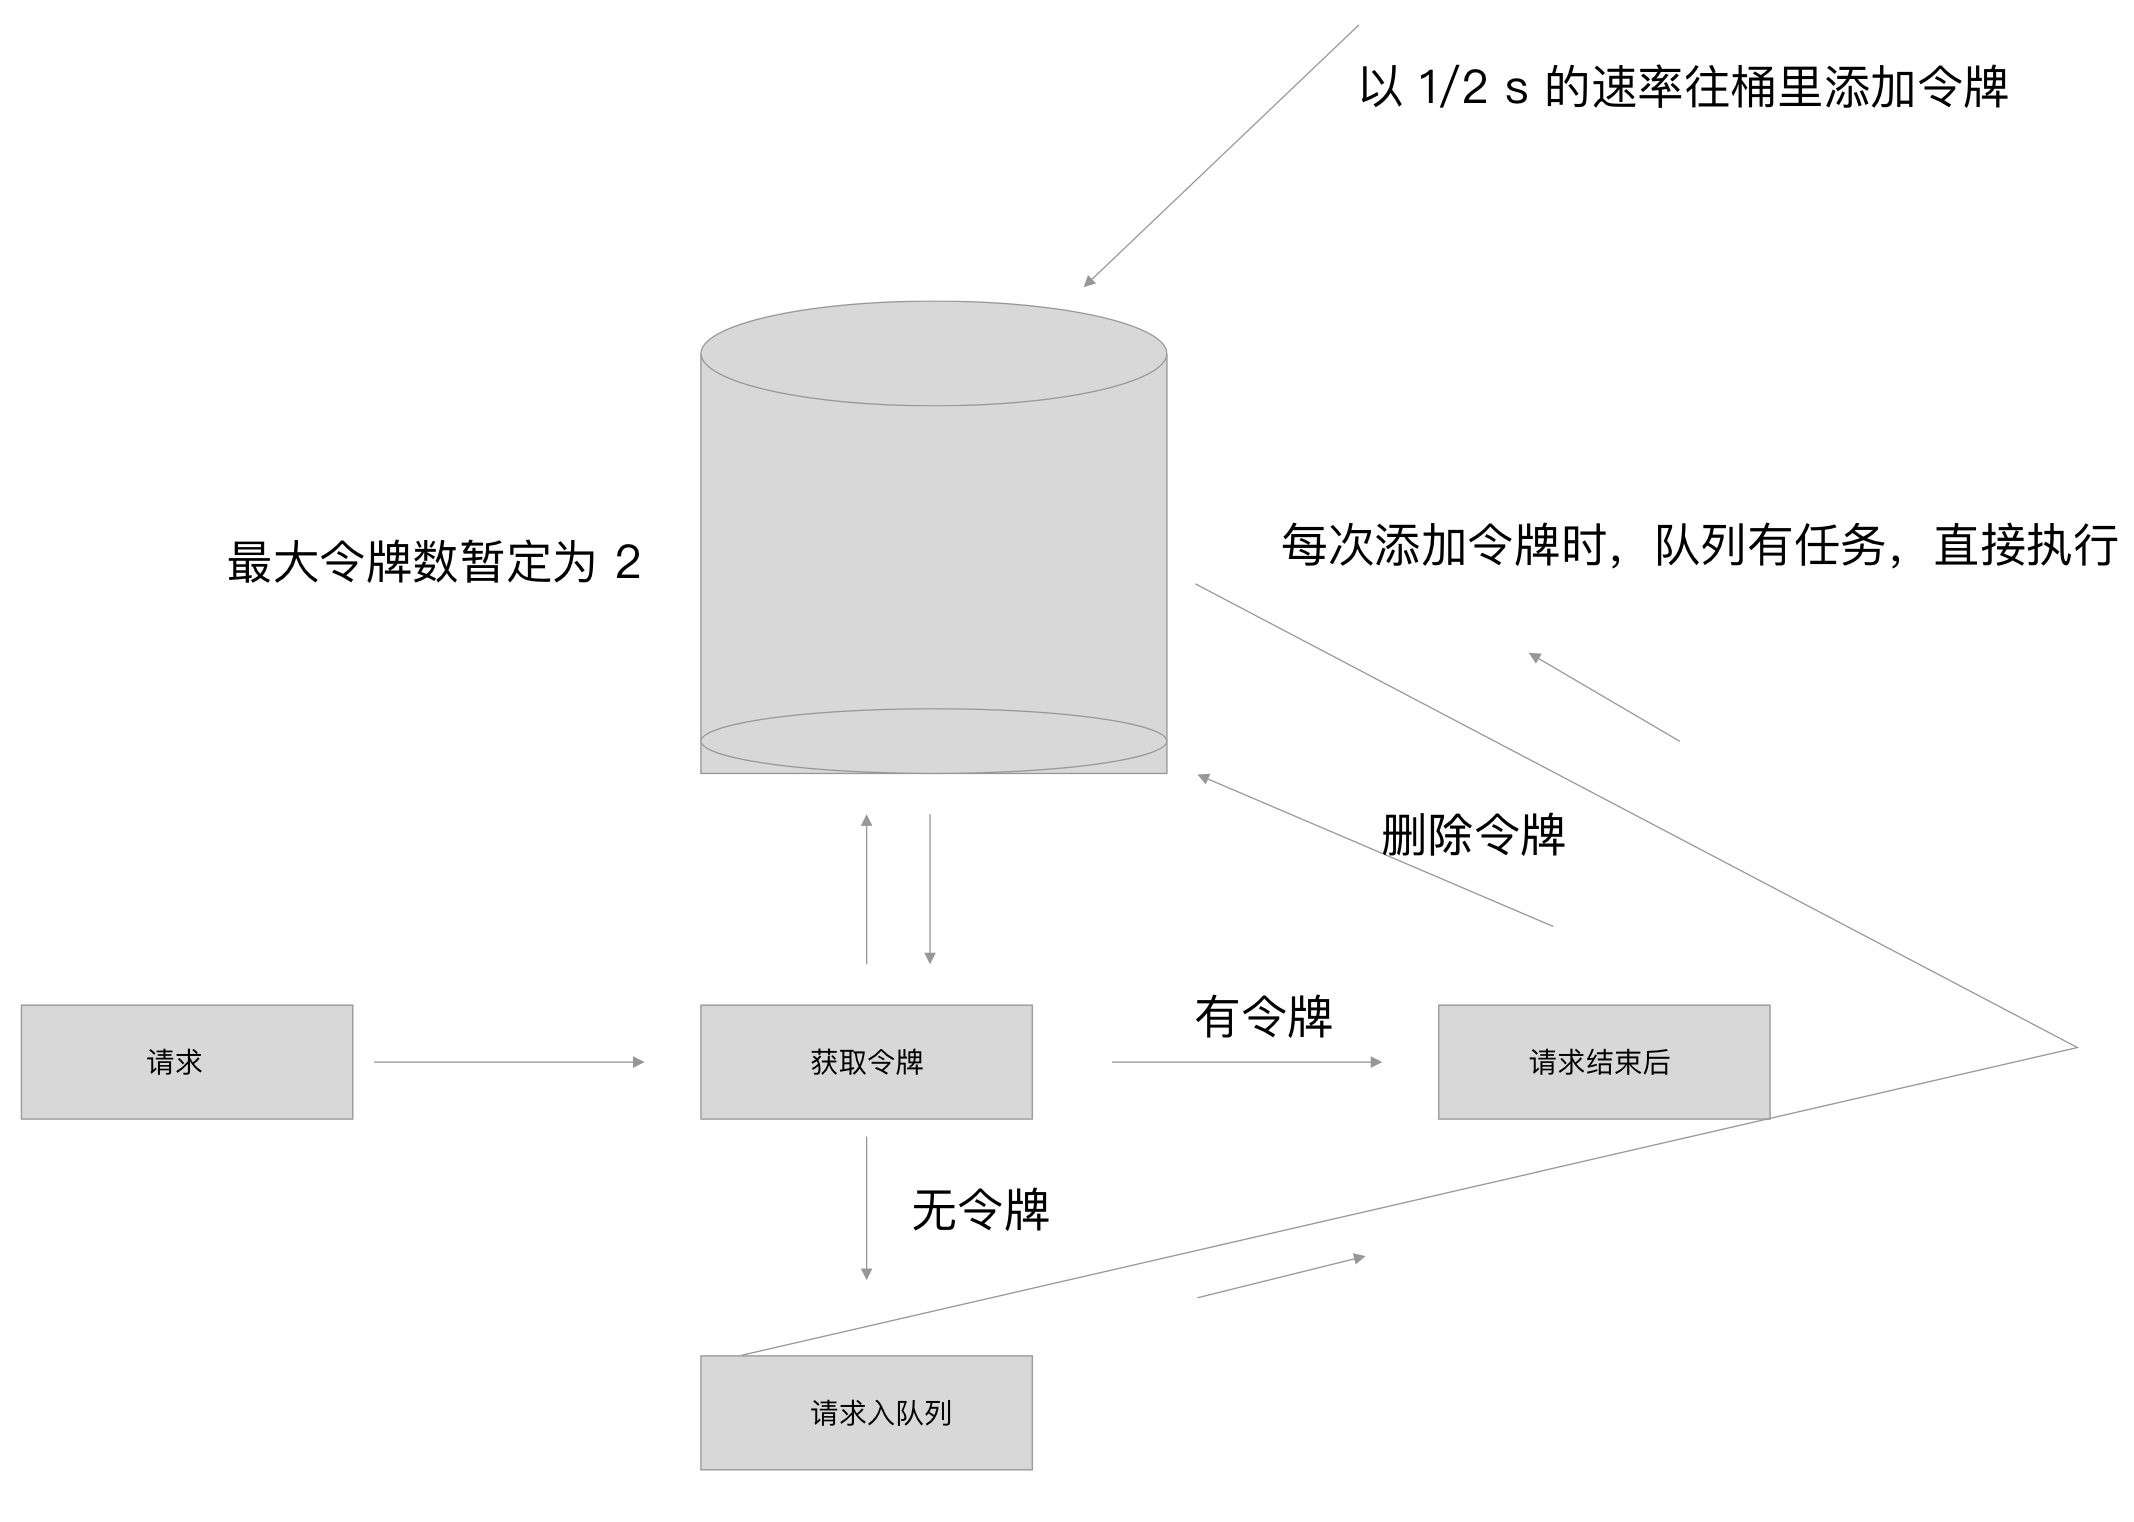 以 1/2 s 的速率往桶里添加令牌
每次添加令牌时，队列有任务，直接执行
最大令牌数暂定为 2
删除令牌
有令牌
请求
获取令牌
请求结束后
无令牌
请求入队列